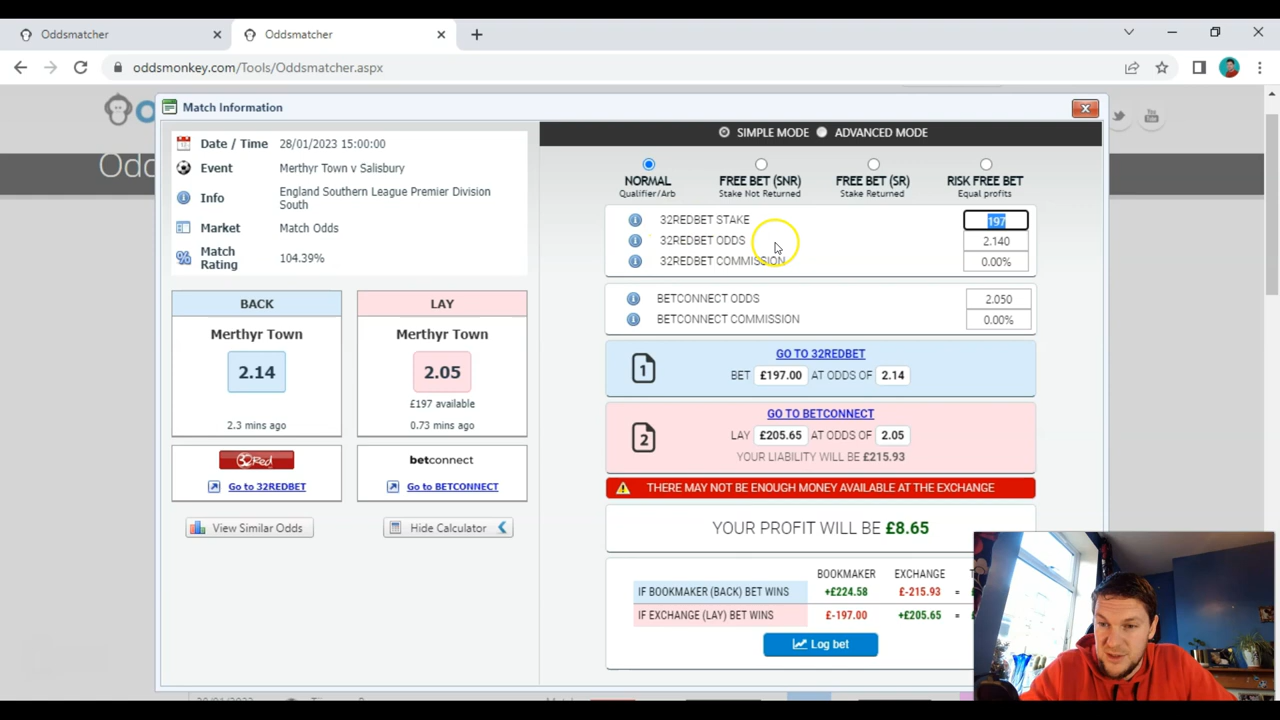 Oddsmatcher
Oddsmatcher
oddsmonkey.com/Tools/Oddsmatcher.aspx
Match Information
Date / Time 28/01/2023 15:00:00
Event Merthyr Town v Salisbury
Info England Southern League Premier Division
South
Market Match Odds
Match
Rating 104.39%
BACK
Merthyr Town
2.14
2.3 mins ago
32Red
Go to 32REDBET
LAY
Merthyr Town
2.05
£197 available
0.73 mins ago
betconnect
Go to BETCONNECT
View Similar Odds
Hide Calculator
SIMPLE MODE ADVANCED MODE
NORMAL
Qualifier/Arb
FREE BET (SNR)
Stake Not Returned
FREE BET (SR)
Stake Returned
RISK FREE BET
Equal profits
32REDBET STAKE 197
32REDBET ODDS 2.140
32REDBET COMMISSION 0.00%
BETCONNECT ODDS 2.050
BETCONNECT COMMISSION 0.00%
1
GO TO 32REDBET
BET £197.00 AT ODDS OF 2.14
2
GO TO BETCONNECT
LAY £205.65 AT ODDS OF 2.05
YOUR LIABILITY WILL BE £215.93
THERE MAY NOT BE ENOUGH MONEY AVAILABLE AT THE EXCHANGE
YOUR PROFIT WILL BE £8.65
BOOKMAKER EXCHANGE
IF BOOKMAKER (BACK) BET WINS +£224.58 £-215.93 =
IF EXCHANGE (LAY) BET WINS £-197.00 +£205.65 =
Log bet